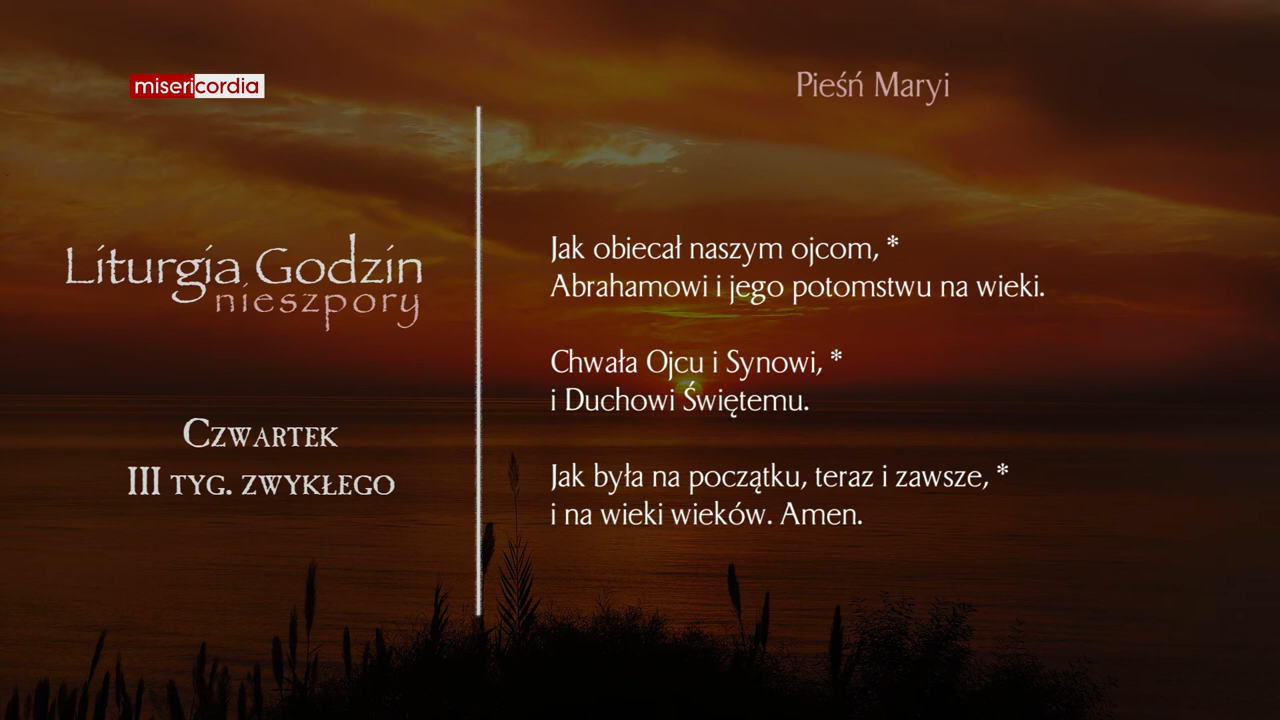 misericordia
Pieśń Maryi
Liturgia Godzin
nieszpory
Czwartek
III tyg. zwykłego
Jak obiecał naszym ojcom, *
Abrahamowi i jego potomstwu na wieki.
Chwała Ojcu i Synowi, *
i Duchowi Świętemu.
Jak była na początku, teraz i zawsze, *
i na wieki wieków. Amen.